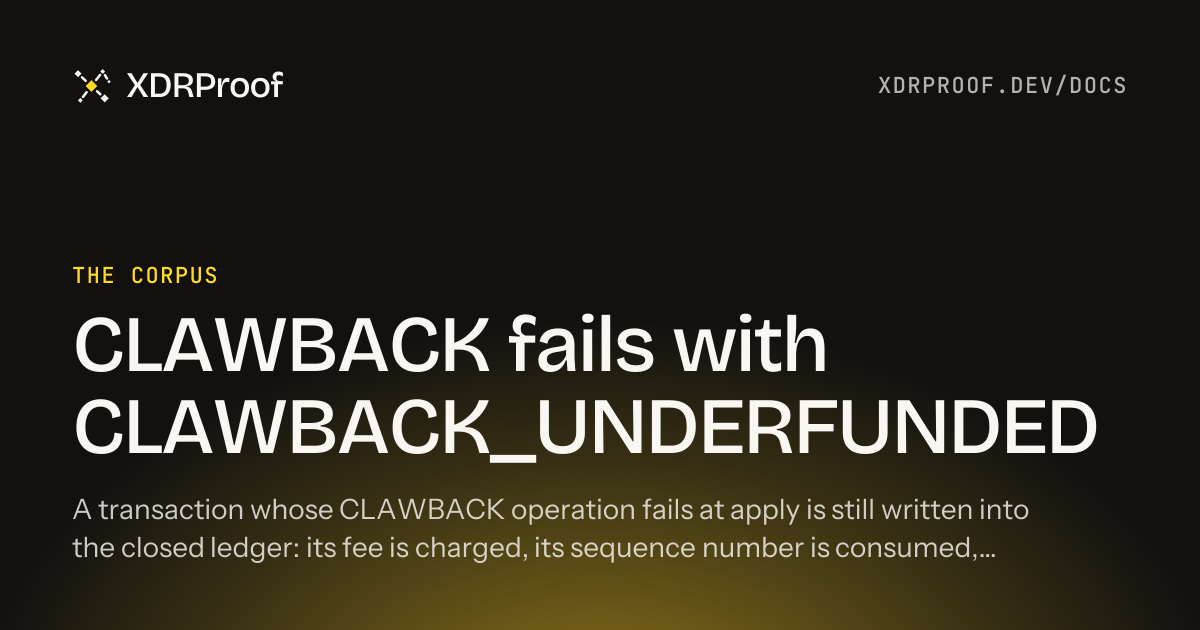 XDRProof
XDRPROOF.DEV/DOCS
THE CORPUS
CLAWBACK fails with
CLAWBACK_UNDERFUNDED
A transaction whose CLAWBACK operation fails at apply is still written into
the closed ledger: its fee is charged, its sequence number is consumed,...